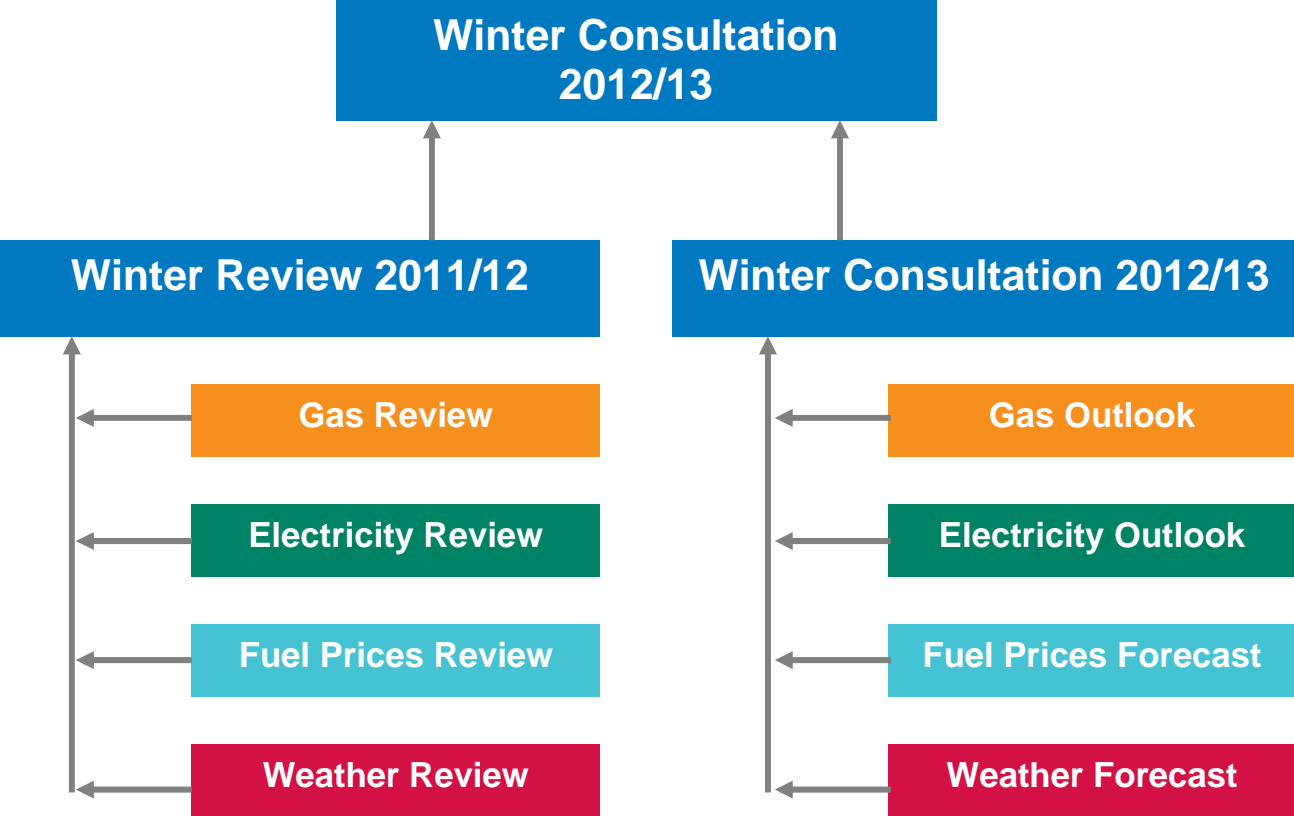 Winter Consultation
2012/13
Winter Review 2011/12
Winter Consultation 2012/13
Gas Review
Gas Outlook
Electricity Review
Electricity Outlook
Fuel Prices Review
Fuel Prices Forecast
Weather Review
Weather Forecast